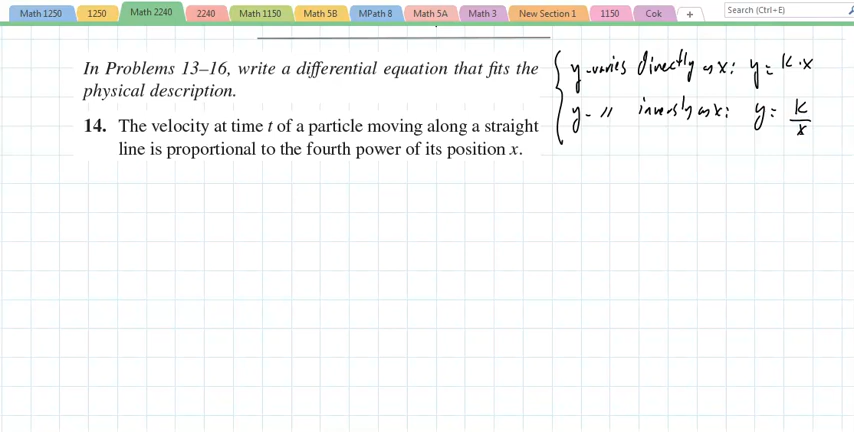 Math 1250 1250 Math 2240 2240 Math 1150 Math 5B MPath 8 Math 5A Math 3 New Section 1 1150 Cok + Search (Ctrl+E)
In Problems 13–16, write a differential equation that fits the
physical description.
14. The velocity at time t of a particle moving along a straight
line is proportional to the fourth power of its position x.
y-varies directly as x: y = k·x
y- 〃 inversly as x: y = k/x